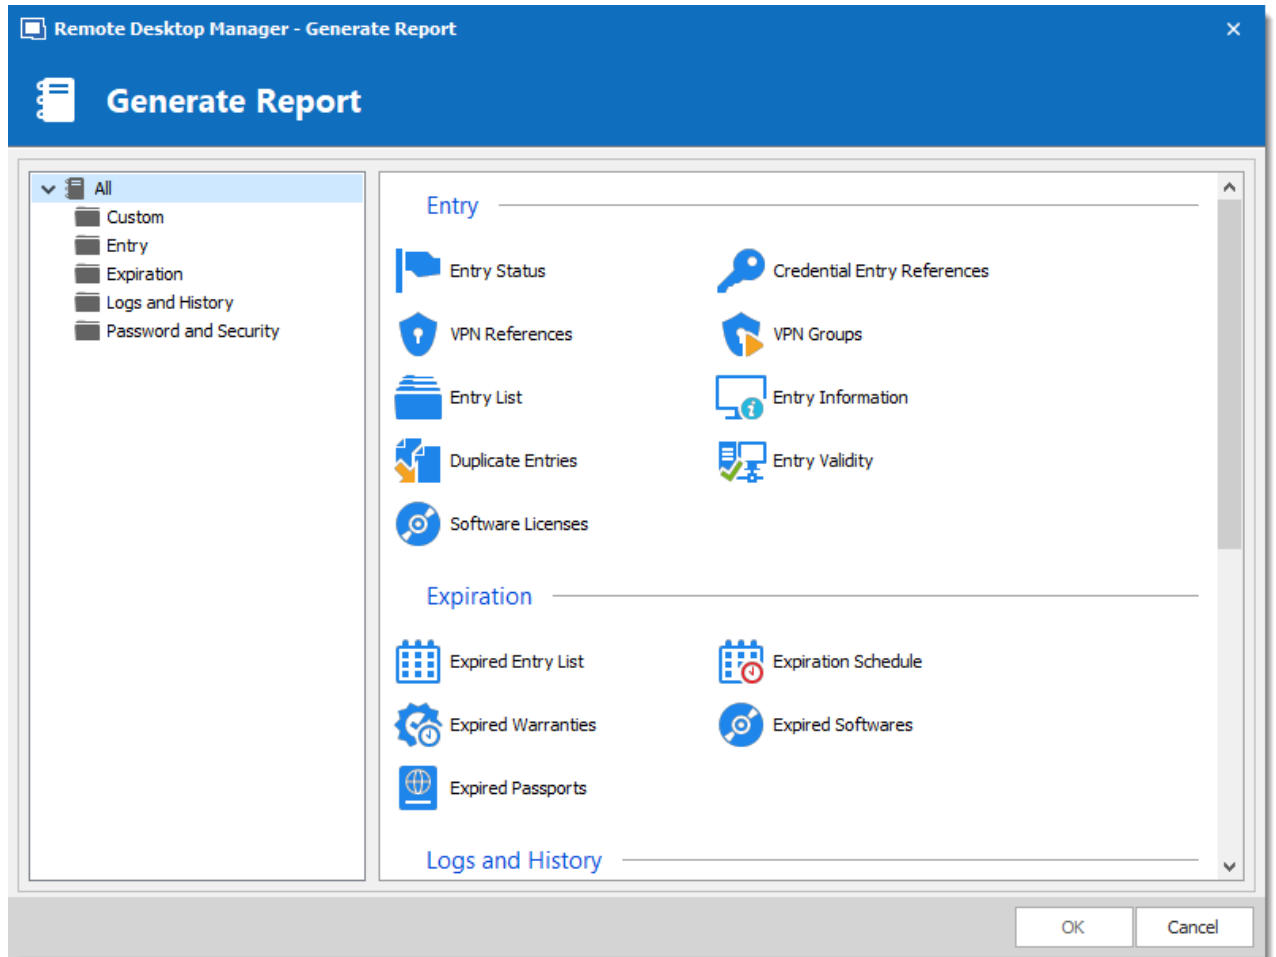 Remote Desktop Manager - Generate Report
Generate Report
All
Custom
Entry
Expiration
Logs and History
Password and Security
Entry
Entry Status
Credential Entry References
VPN References
VPN Groups
Entry List
Entry Information
Duplicate Entries
Entry Validity
Software Licenses
Expiration
Expired Entry List
Expiration Schedule
Expired Warranties
Expired Softwares
Expired Passports
Logs and History
OK
Cancel